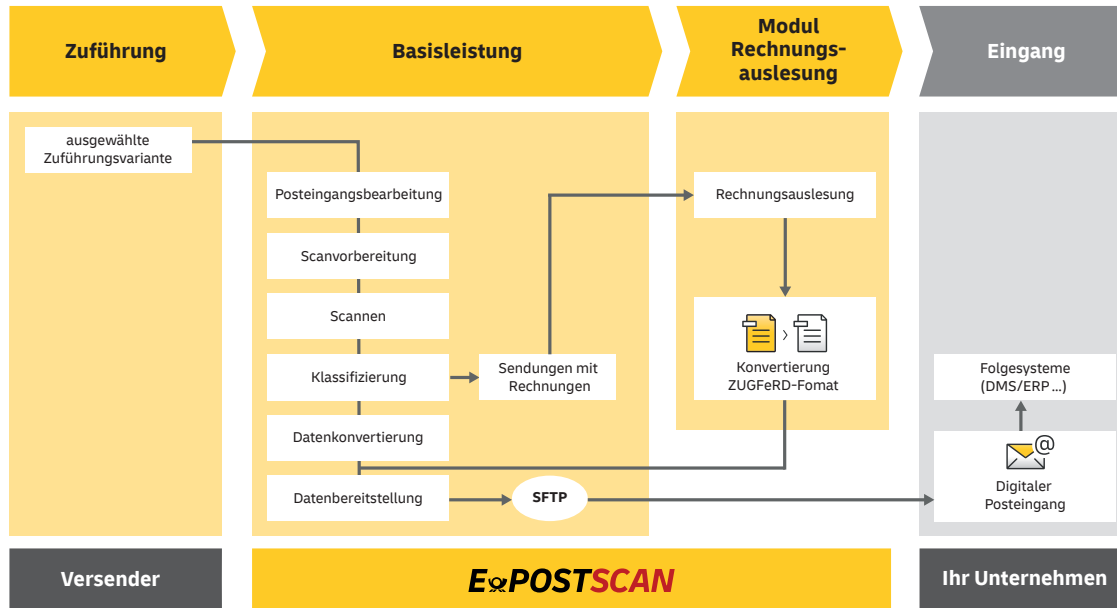 Zuführung
Basisleistung
Modul
Rechnungs-
auslesung
Eingang
ausgewählte
Zuführungsvariante
Posteingangsbearbeitung
Scanvorbereitung
Scannen
Klassifizierung
Sendungen mit
Rechnungen
Datenkonvertierung
Datenbereitstellung
SFTP
Rechnungsauslesung
Konvertierung
ZUGFeRD-Fomat
Folgesysteme
(DMS/ERP ...)
@
Digitaler
Posteingang
Versender
E POSTSCAN
Ihr Unternehmen